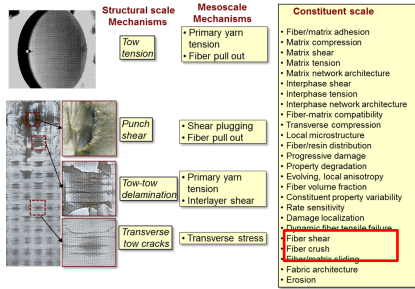 Structural scale
Mechanisms
Mesoscale
Mechanisms
Constituent scale
Tow
tension
• Primary yarn
tension
• Fiber pull out
Punch
shear
• Shear plugging
• Fiber pull out
Tow-tow
delamination
• Primary yarn
tension
• Interlayer shear
Transverse
tow cracks
• Transverse stress
• Fiber/matrix adhesion
• Matrix compression
• Matrix shear
• Matrix tension
• Matrix network architecture
• Interphase shear
• Interphase tension
• Interphase network architecture
• Fiber-matrix compatibility
• Transverse compression
• Local microstructure
• Fiber/resin distribution
• Progressive damage
• Property degradation
• Evolving, local anisotropy
• Fiber volume fraction
• Constituent property variability
• Rate sensitivity
• Damage localization
• Dynamic fiber tensile failure
• Fiber shear
• Fiber crush
• Fiber/matrix sliding
• Fabric architecture
• Erosion